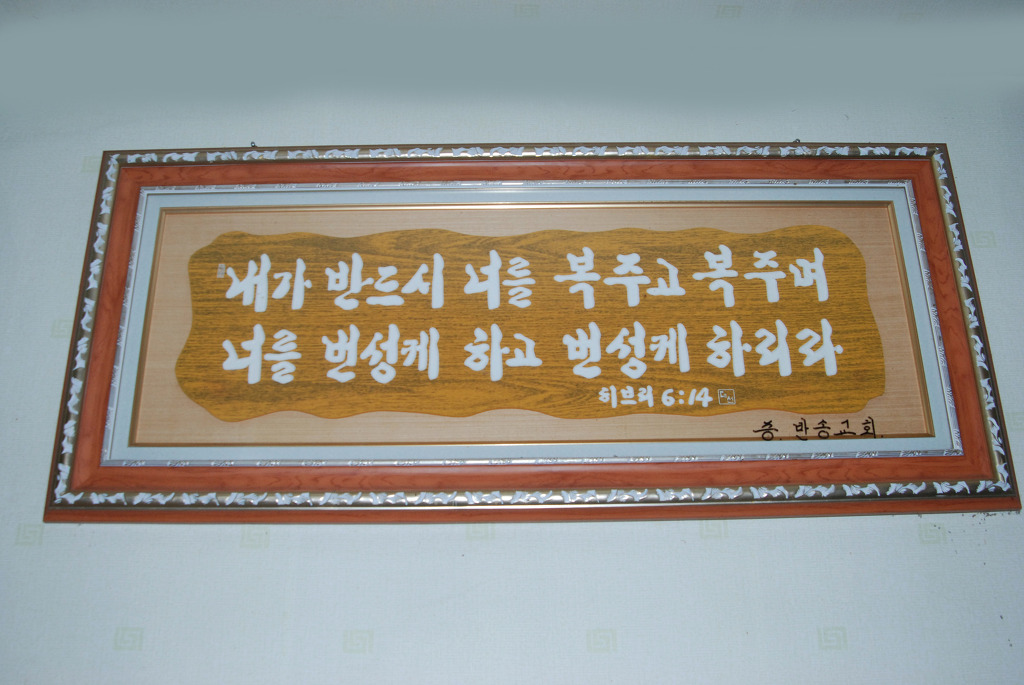 내가 반드시 너를 복주고 복주며
너를 번성케 하고 번성케 하리라
히브리 6:14
증. 반송교회.